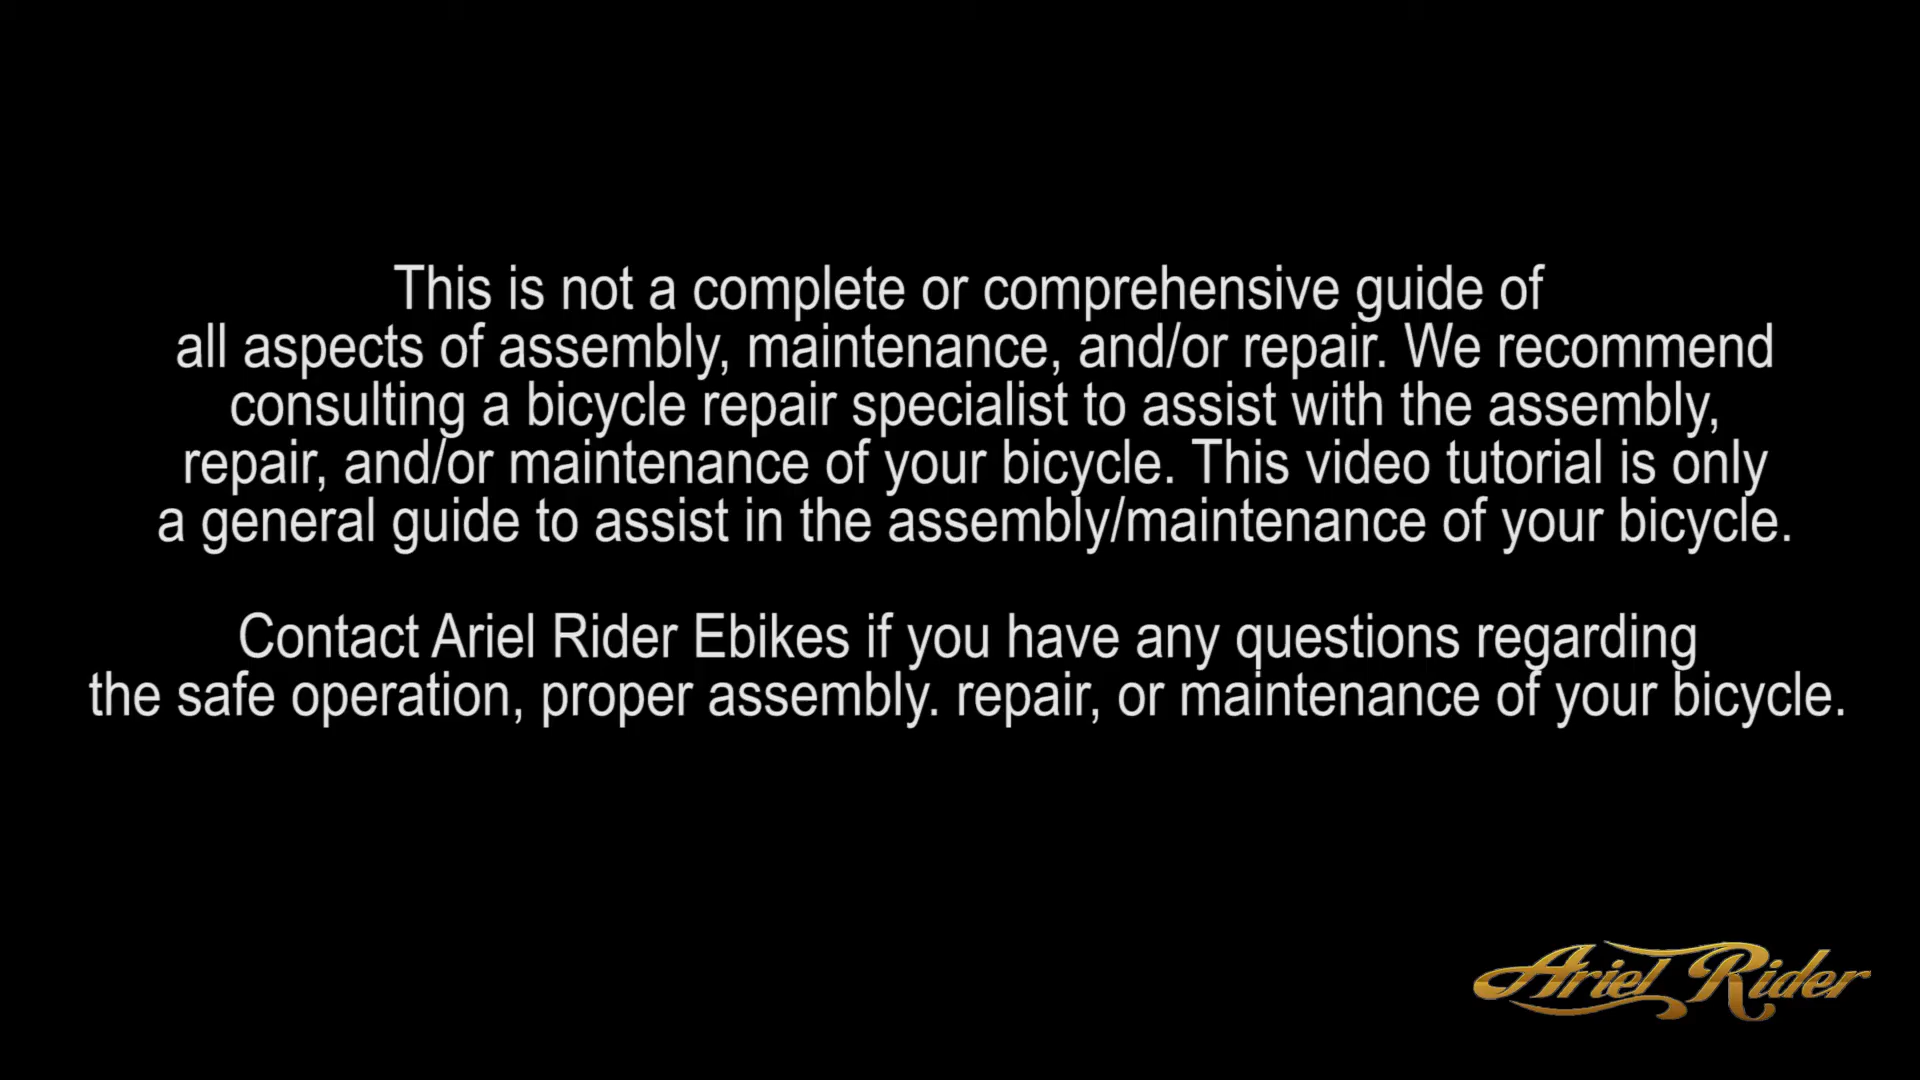 This is not a complete or comprehensive guide of
all aspects of assembly, maintenance, and/or repair. We recommend
consulting a bicycle repair specialist to assist with the assembly,
repair, and/or maintenance of your bicycle. This video tutorial is only
a general guide to assist in the assembly/maintenance of your bicycle.
Contact Ariel Rider Ebikes if you have any questions regarding
the safe operation, proper assembly. repair, or maintenance of your bicycle.
Ariel Rider